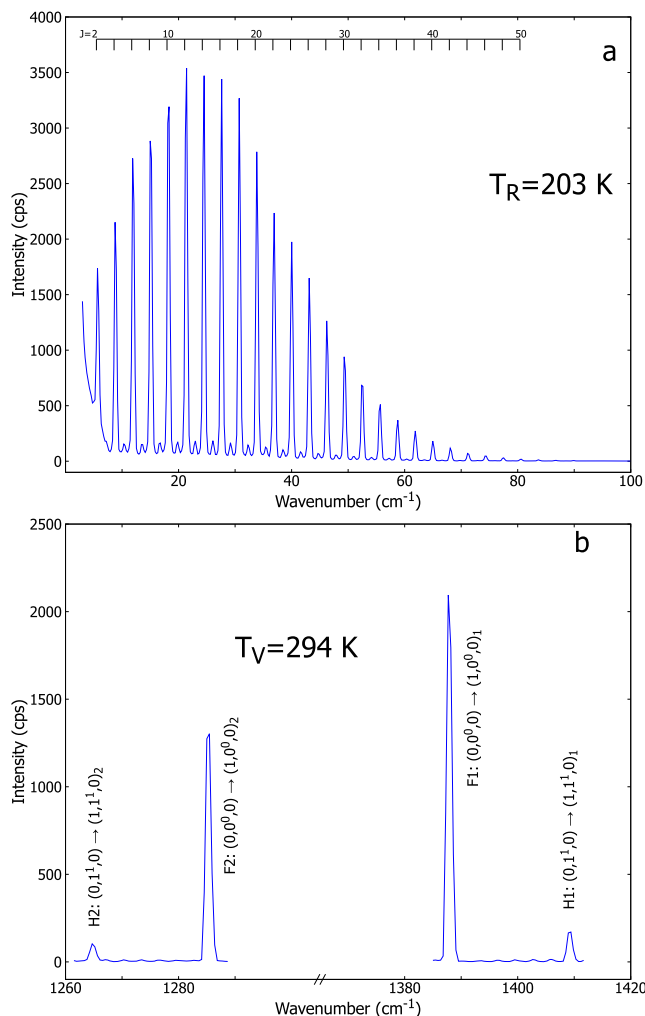 4000
3500
3000
2500
2000
1500
1000
500
0
Intensity (cps)
J=2 10 20 30 40 50
a
T_R=203 K
20 40 60 80 100
Wavenumber (cm⁻¹)
2500
2000
1500
1000
500
0
Intensity (cps)
b
T_V=294 K
H2: (0,1¹,0) → (1,1¹,0)₂
F2: (0,0⁰,0) → (1,0⁰,0)₂
F1: (0,0⁰,0) → (1,0⁰,0)₁
H1: (0,1¹,0) → (1,1¹,0)₁
1260 1280 // 1380 1400 1420
Wavenumber (cm⁻¹)